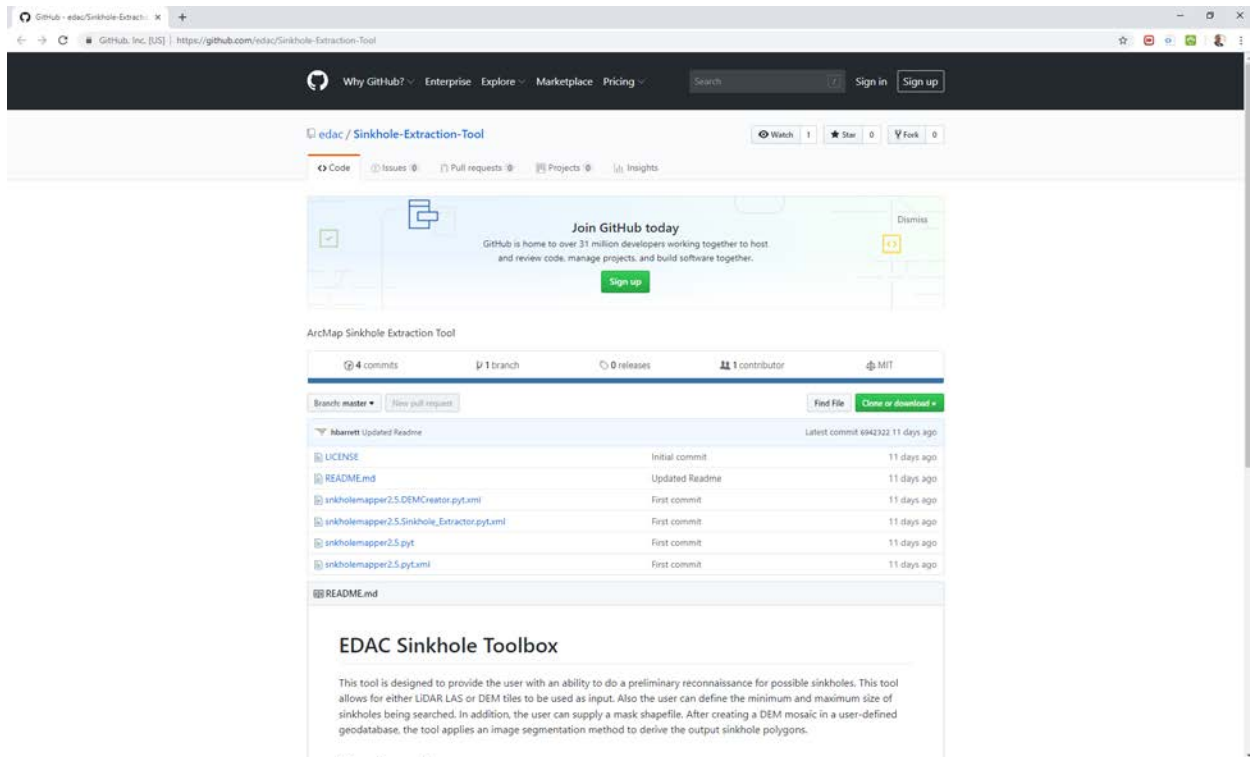 GitHub - edac/Sinkhole-Extract
GitHub, Inc. [US] | https://github.com/edac/Sinkhole-Extraction-Tool
Why GitHub? Enterprise Explore Marketplace Pricing Search / Sign in Sign up
edac / Sinkhole-Extraction-Tool Watch 1 Star 0 Fork 0
Code Issues 0 Pull requests 0 Projects 0 Insights
Join GitHub today Dismiss
GitHub is home to over 31 million developers working together to host
and review code, manage projects, and build software together.
Sign up
ArcMap Sinkhole Extraction Tool
4 commits 1 branch 0 releases 1 contributor MIT
Branch: master New pull request Find File Clone or download
hbarrett Updated Readme Latest commit 6942322 11 days ago
LICENSE Initial commit 11 days ago
README.md Updated Readme 11 days ago
snkholemapper2.5.DEMCreator.pyt.xml First commit 11 days ago
snkholemapper2.5.Sinkhole_Extractor.pyt.xml First commit 11 days ago
snkholemapper2.5.pyt First commit 11 days ago
snkholemapper2.5.pyt.xml First commit 11 days ago
README.md
EDAC Sinkhole Toolbox
This tool is designed to provide the user with an ability to do a preliminary reconnaissance for possible sinkholes. This tool
allows for either LiDAR LAS or DEM tiles to be used as input. Also the user can define the minimum and maximum size of
sinkholes being searched. In addition, the user can supply a mask shapefile. After creating a DEM mosaic in a user-defined
geodatabase, the tool applies an image segmentation method to derive the output sinkhole polygons.